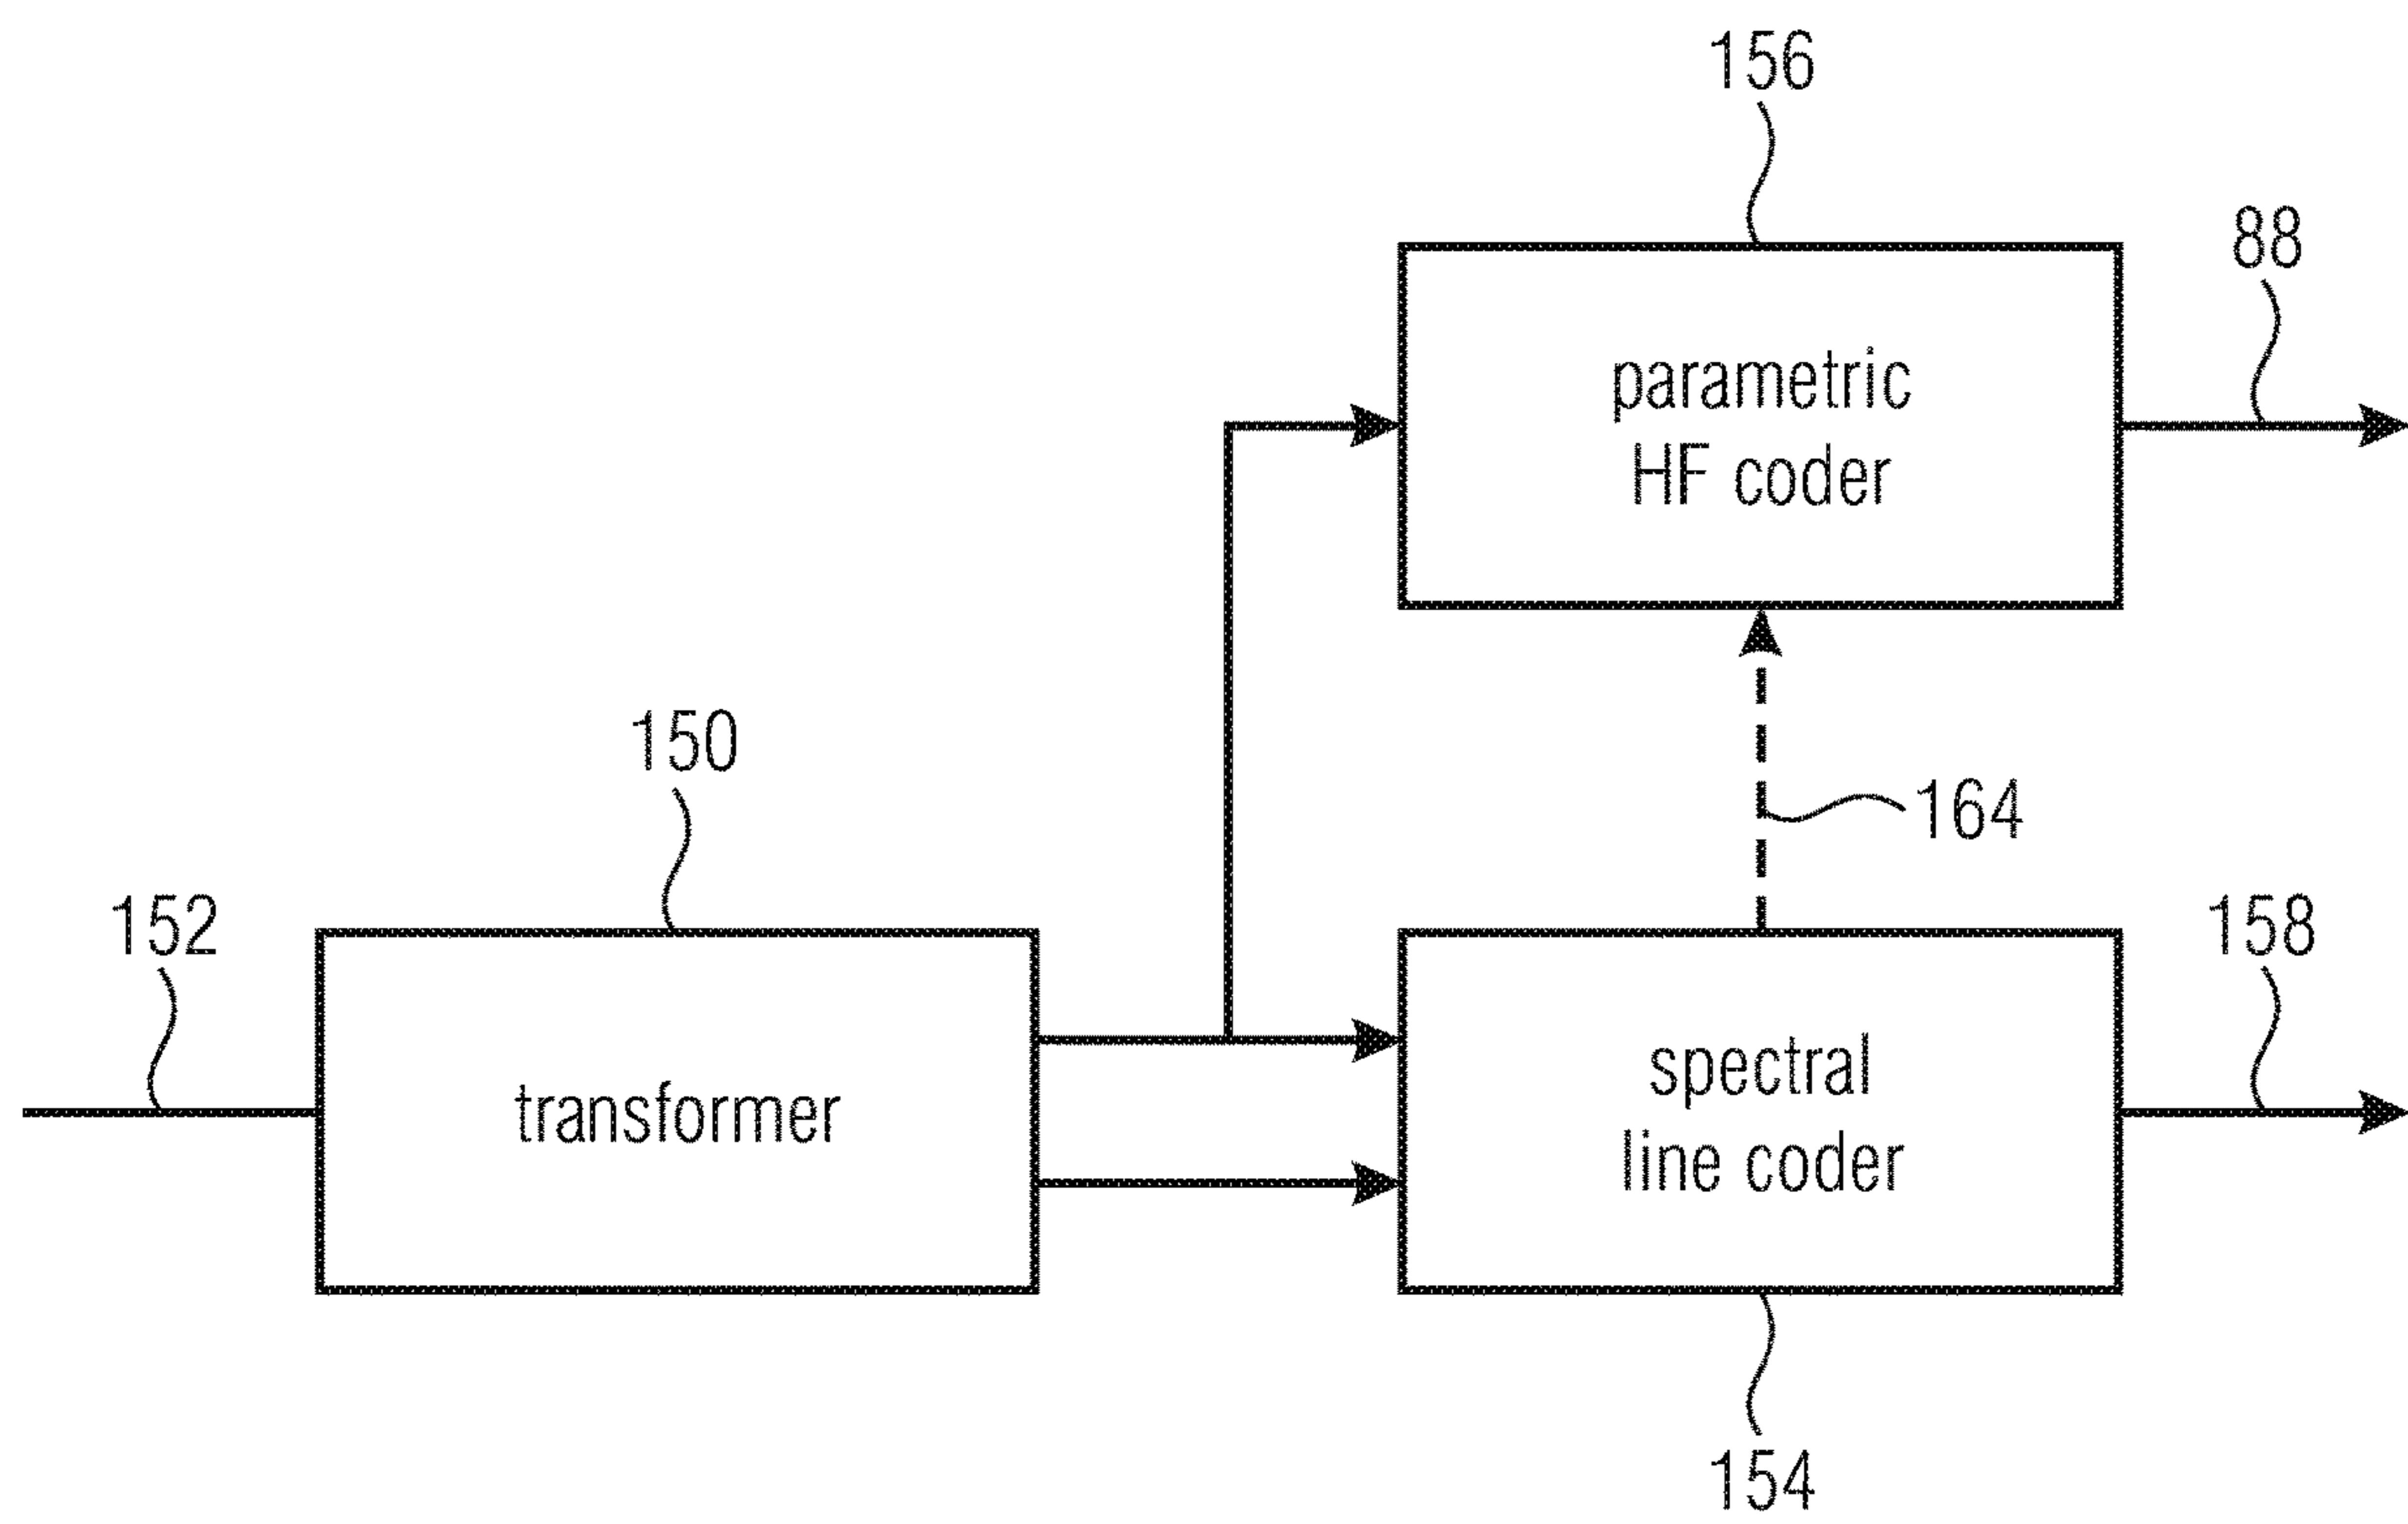 156
88
parametric
HF coder
150
164
152
158
transformer
spectral
line coder
154